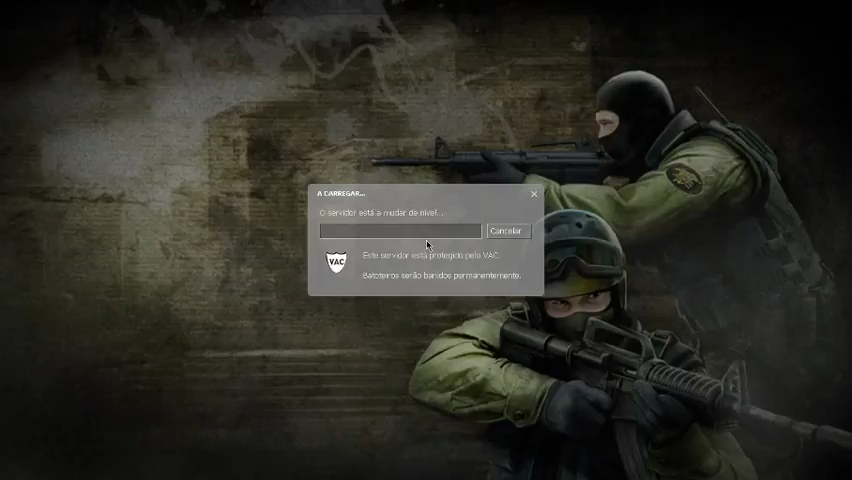 A CARREGAR...
O servidor está a mudar de nível...
Cancelar
VAC
Este servidor está protegido pelo VAC.
Batoteiros serão banidos permanentemente.